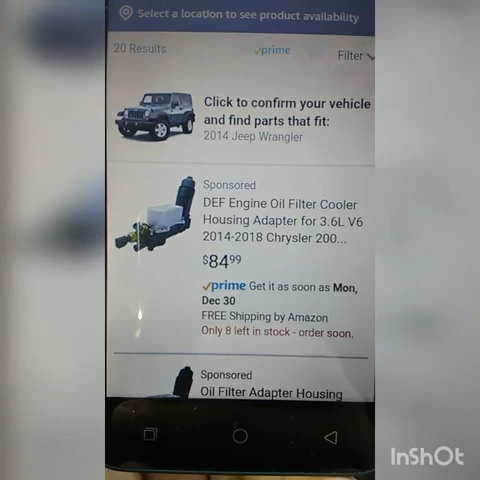 Select a location to see product availability
20 Results
prime
Filter
Click to confirm your vehicle
and find parts that fit:
2014 Jeep Wrangler
Sponsored
DEF Engine Oil Filter Cooler
Housing Adapter for 3.6L V6
2014-2018 Chrysler 200...
$84.99
prime Get it as soon as Mon,
Dec 30
FREE Shipping by Amazon
Only 8 left in stock - order soon.
Sponsored
Oil Filter Adapter Housing
InShOt